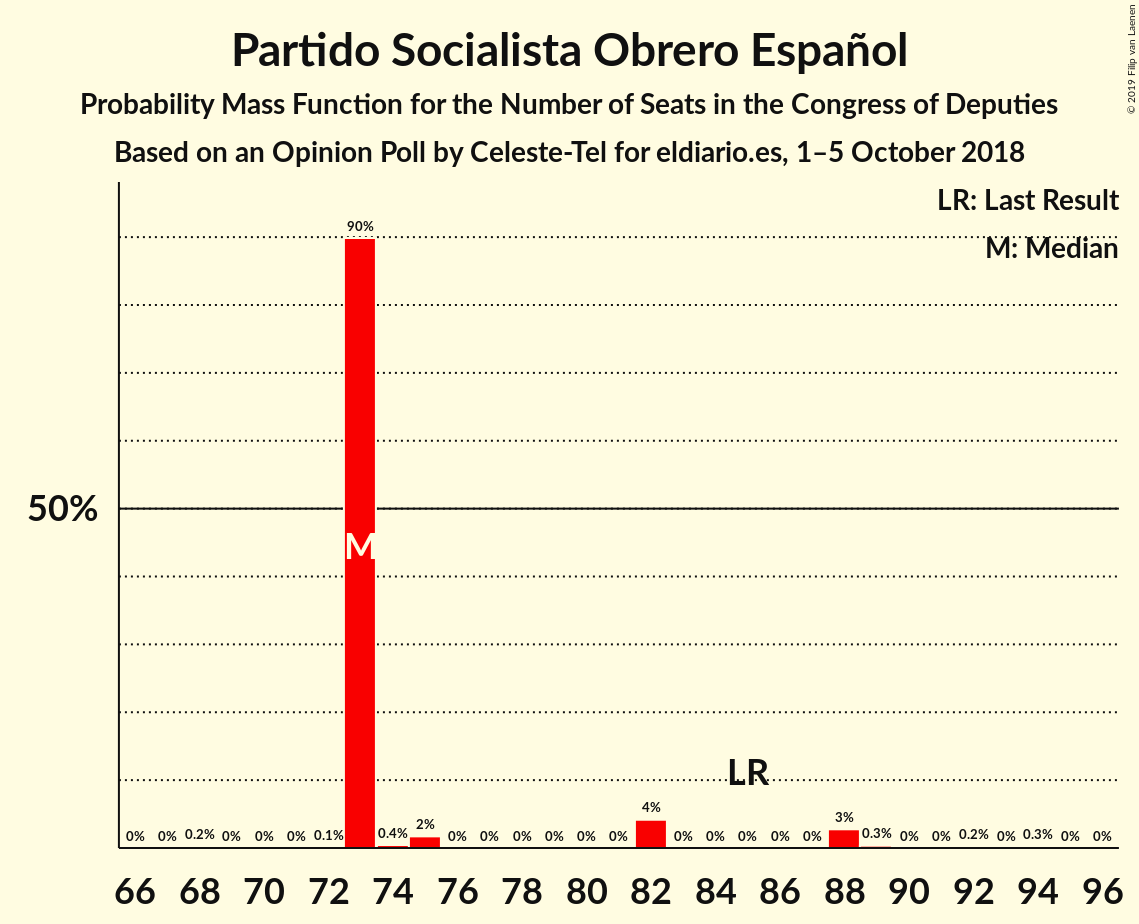 Partido Socialista Obrero Español
Probability Mass Function for the Number of Seats in the Congress of Deputies
Based on an Opinion Poll by Celeste-Tel for eldiario.es, 1–5 October 2018
© 2019 Filip van Laenen
LR: Last Result
M: Median
90%
50%
M
LR
0% 0% 0.2% 0% 0% 0% 0.1% 0.4% 2% 0% 0% 0% 0% 0% 0% 4% 0% 0% 0% 0% 0% 3% 0.3% 0% 0% 0.2% 0% 0.3% 0% 0%
66 68 70 72 74 76 78 80 82 84 86 88 90 92 94 96